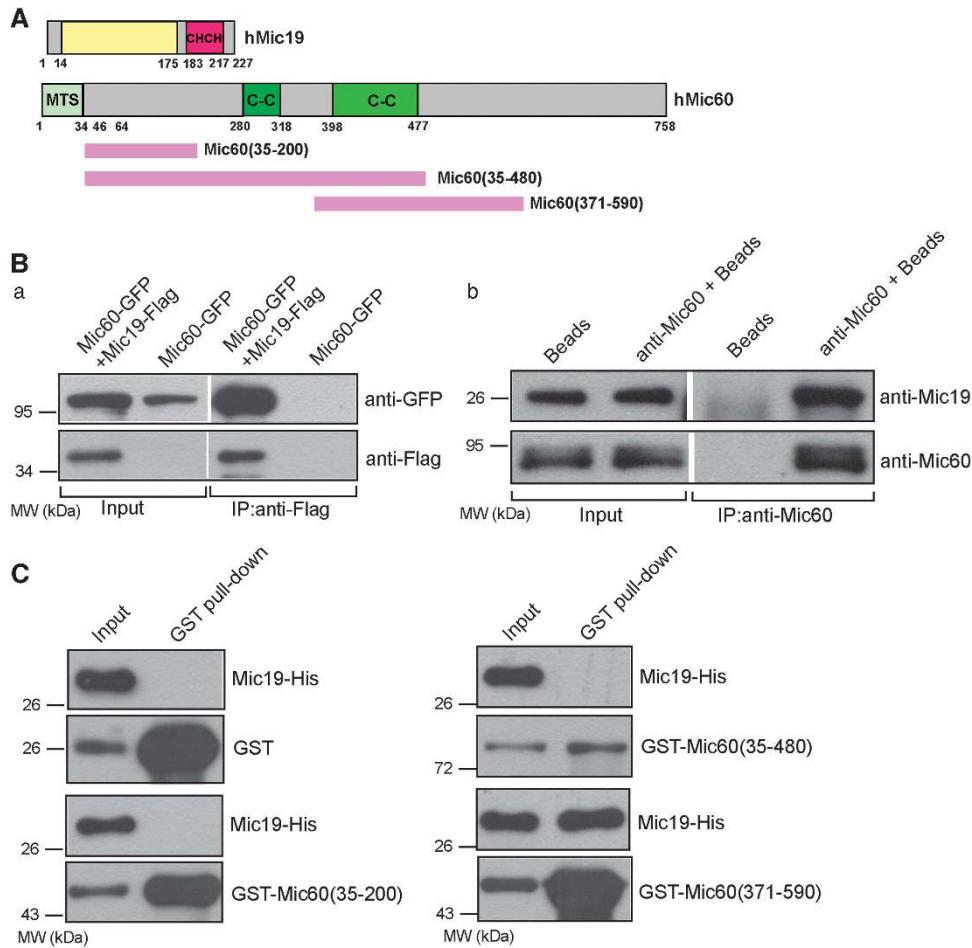 A
CHCH
hMic19
1 14 175 183 217 227
MTS
C-C
C-C
hMic60
1 34 46 64 280 318 398 477 758
Mic60(35-200)
Mic60(35-480)
Mic60(371-590)
B
a
Mic60-GFP
+Mic19-Flag
Mic60-GFP
Mic60-GFP
+Mic19-Flag
Mic60-GFP
95
anti-GFP
34
anti-Flag
MW (kDa)
Input
IP:anti-Flag
b
Beads
anti-Mic60 + Beads
Beads
anti-Mic60 + Beads
26
anti-Mic19
95
anti-Mic60
MW (kDa)
Input
IP:anti-Mic60
C
Input
GST pull-down
Mic19-His
26
26
GST
Mic19-His
26
GST-Mic60(35-200)
43
MW (kDa)
Input
GST pull-down
Mic19-His
26
GST-Mic60(35-480)
72
Mic19-His
26
GST-Mic60(371-590)
43
MW (kDa)